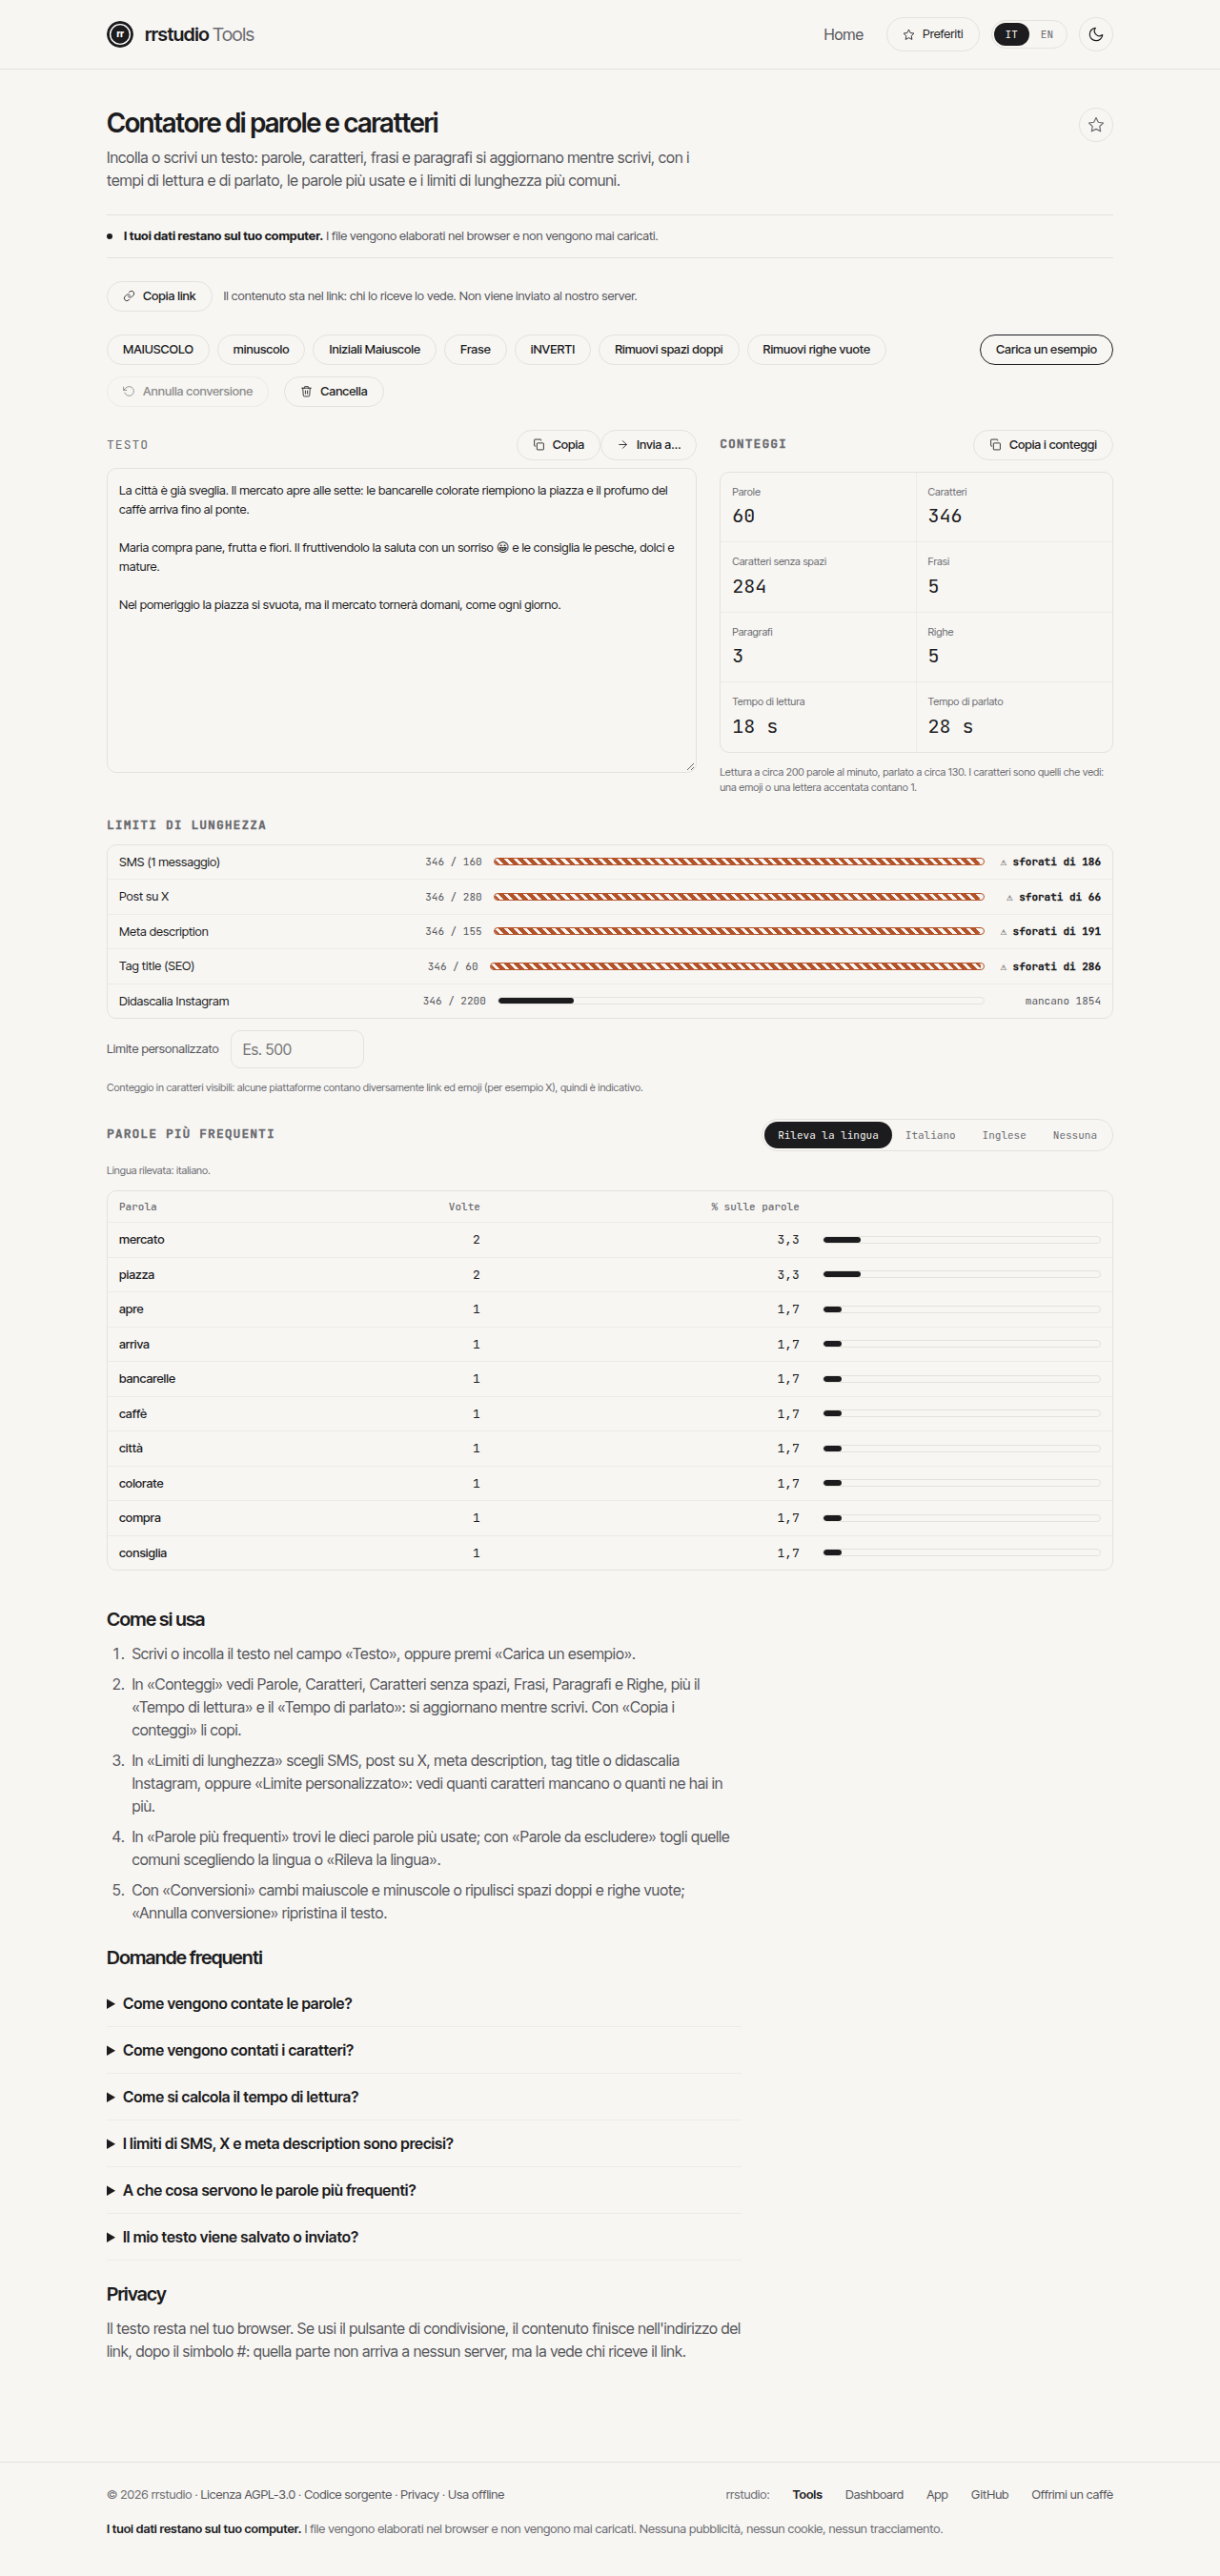 rr rrstudio Tools
Home
Preferiti
IT EN
Contatore di parole e caratteri
Incolla o scrivi un testo: parole, caratteri, frasi e paragrafi si aggiornano mentre scrivi, con i
tempi di lettura e di parlato, le parole più usate e i limiti di lunghezza più comuni.
I tuoi dati restano sul tuo computer. I file vengono elaborati nel browser e non vengono mai caricati.
Copia link
Il contenuto sta nel link: chi lo riceve lo vede. Non viene inviato al nostro server.
MAIUSCOLO
minuscolo
Iniziali Maiuscole
Frase
iNVERTI
Rimuovi spazi doppi
Rimuovi righe vuote
Carica un esempio
Annulla conversione
Cancella
TESTO
Copia
Invia a...
La città è già sveglia. Il mercato apre alle sette: le bancarelle colorate riempiono la piazza e il profumo del
caffè arriva fino al ponte.
Maria compra pane, frutta e fiori. Il fruttivendolo la saluta con un sorriso 😀 e le consiglia le pesche, dolci e
mature.
Nel pomeriggio la piazza si svuota, ma il mercato tornerà domani, come ogni giorno.
CONTEGGI
Copia i conteggi
Parole
60
Caratteri
346
Caratteri senza spazi
284
Frasi
5
Paragrafi
3
Righe
5
Tempo di lettura
18 s
Tempo di parlato
28 s
Lettura a circa 200 parole al minuto, parlato a circa 130. I caratteri sono quelli che vedi:
una emoji o una lettera accentata contano 1.
LIMITI DI LUNGHEZZA
SMS (1 messaggio) 346 / 160 ⚠ sforati di 186
Post su X 346 / 280 ⚠ sforati di 66
Meta description 346 / 155 ⚠ sforati di 191
Tag title (SEO) 346 / 60 ⚠ sforati di 286
Didascalia Instagram 346 / 2200 mancano 1854
Limite personalizzato Es. 500
Conteggio in caratteri visibili: alcune piattaforme contano diversamente link ed emoji (per esempio X), quindi è indicativo.
PAROLE PIÙ FREQUENTI
Rileva la lingua Italiano Inglese Nessuna
Lingua rilevata: italiano.
Parola Volte % sulle parole
mercato 2 3,3
piazza 2 3,3
apre 1 1,7
arriva 1 1,7
bancarelle 1 1,7
caffè 1 1,7
città 1 1,7
colorate 1 1,7
compra 1 1,7
consiglia 1 1,7
Come si usa
1. Scrivi o incolla il testo nel campo «Testo», oppure premi «Carica un esempio».
2. In «Conteggi» vedi Parole, Caratteri, Caratteri senza spazi, Frasi, Paragrafi e Righe, più il
«Tempo di lettura» e il «Tempo di parlato»: si aggiornano mentre scrivi. Con «Copia i
conteggi» li copi.
3. In «Limiti di lunghezza» scegli SMS, post su X, meta description, tag title o didascalia
Instagram, oppure «Limite personalizzato»: vedi quanti caratteri mancano o quanti ne hai in
più.
4. In «Parole più frequenti» trovi le dieci parole più usate; con «Parole da escludere» togli quelle
comuni scegliendo la lingua o «Rileva la lingua».
5. Con «Conversioni» cambi maiuscole e minuscole o ripulisci spazi doppi e righe vuote;
«Annulla conversione» ripristina il testo.
Domande frequenti
Come vengono contate le parole?
Come vengono contati i caratteri?
Come si calcola il tempo di lettura?
I limiti di SMS, X e meta description sono precisi?
A che cosa servono le parole più frequenti?
Il mio testo viene salvato o inviato?
Privacy
Il testo resta nel tuo browser. Se usi il pulsante di condivisione, il contenuto finisce nell'indirizzo del
link, dopo il simbolo #: quella parte non arriva a nessun server, ma la vede chi riceve il link.
© 2026 rrstudio · Licenza AGPL-3.0 · Codice sorgente · Privacy · Usa offline
rrstudio: Tools Dashboard App GitHub Offrimi un caffè
I tuoi dati restano sul tuo computer. I file vengono elaborati nel browser e non vengono mai caricati. Nessuna pubblicità, nessun cookie, nessun tracciamento.